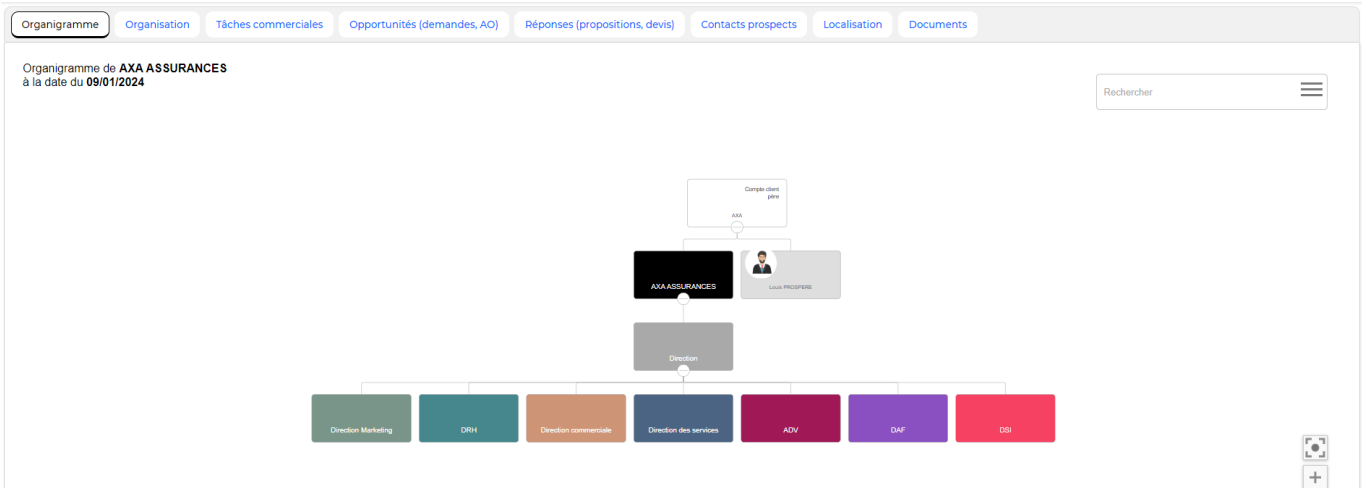 Organigramme Organisation Tâches commerciales Opportunités (demandes, AO) Réponses (propositions, devis) Contacts prospects Localisation Documents
Organigramme de AXA ASSURANCES
à la date du 09/01/2024
Rechercher
Compte client
père
AXA
AXA ASSURANCES
Louis PROSPERE
Direction
Direction Marketing
DRH
Direction commerciale
Direction des services
ADV
DAF
DSI